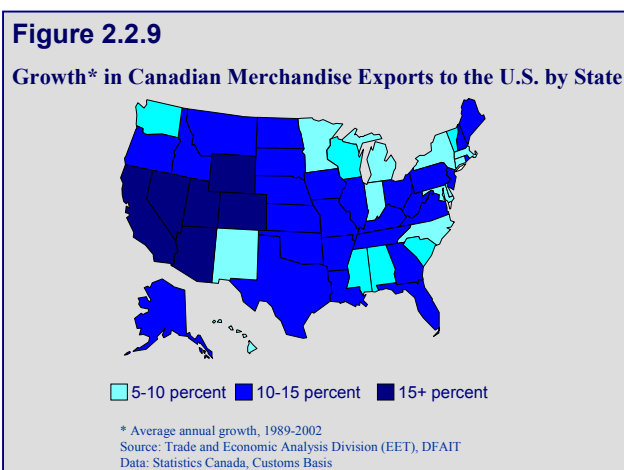 Figure 2.2.9
Growth* in Canadian Merchandise Exports to the U.S. by State
5-10 percent 10-15 percent 15+ percent
* Average annual growth, 1989-2002
Source: Trade and Economic Analysis Division (EET), DFAIT
Data: Statistics Canada, Customs Basis